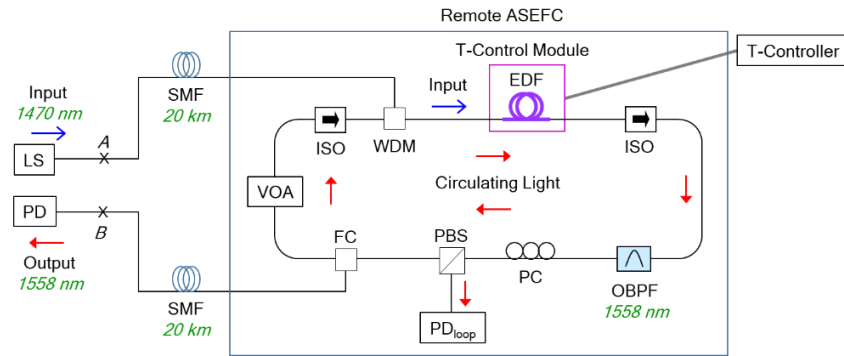 Remote ASEFC
T-Control Module
T-Controller
EDF
Input
1470 nm
SMF
20 km
Input
A
LS
ISO
WDM
ISO
VOA
Circulating Light
PD
B
Output
1558 nm
FC
PBS
PC
OBPF
1558 nm
SMF
20 km
PDloop